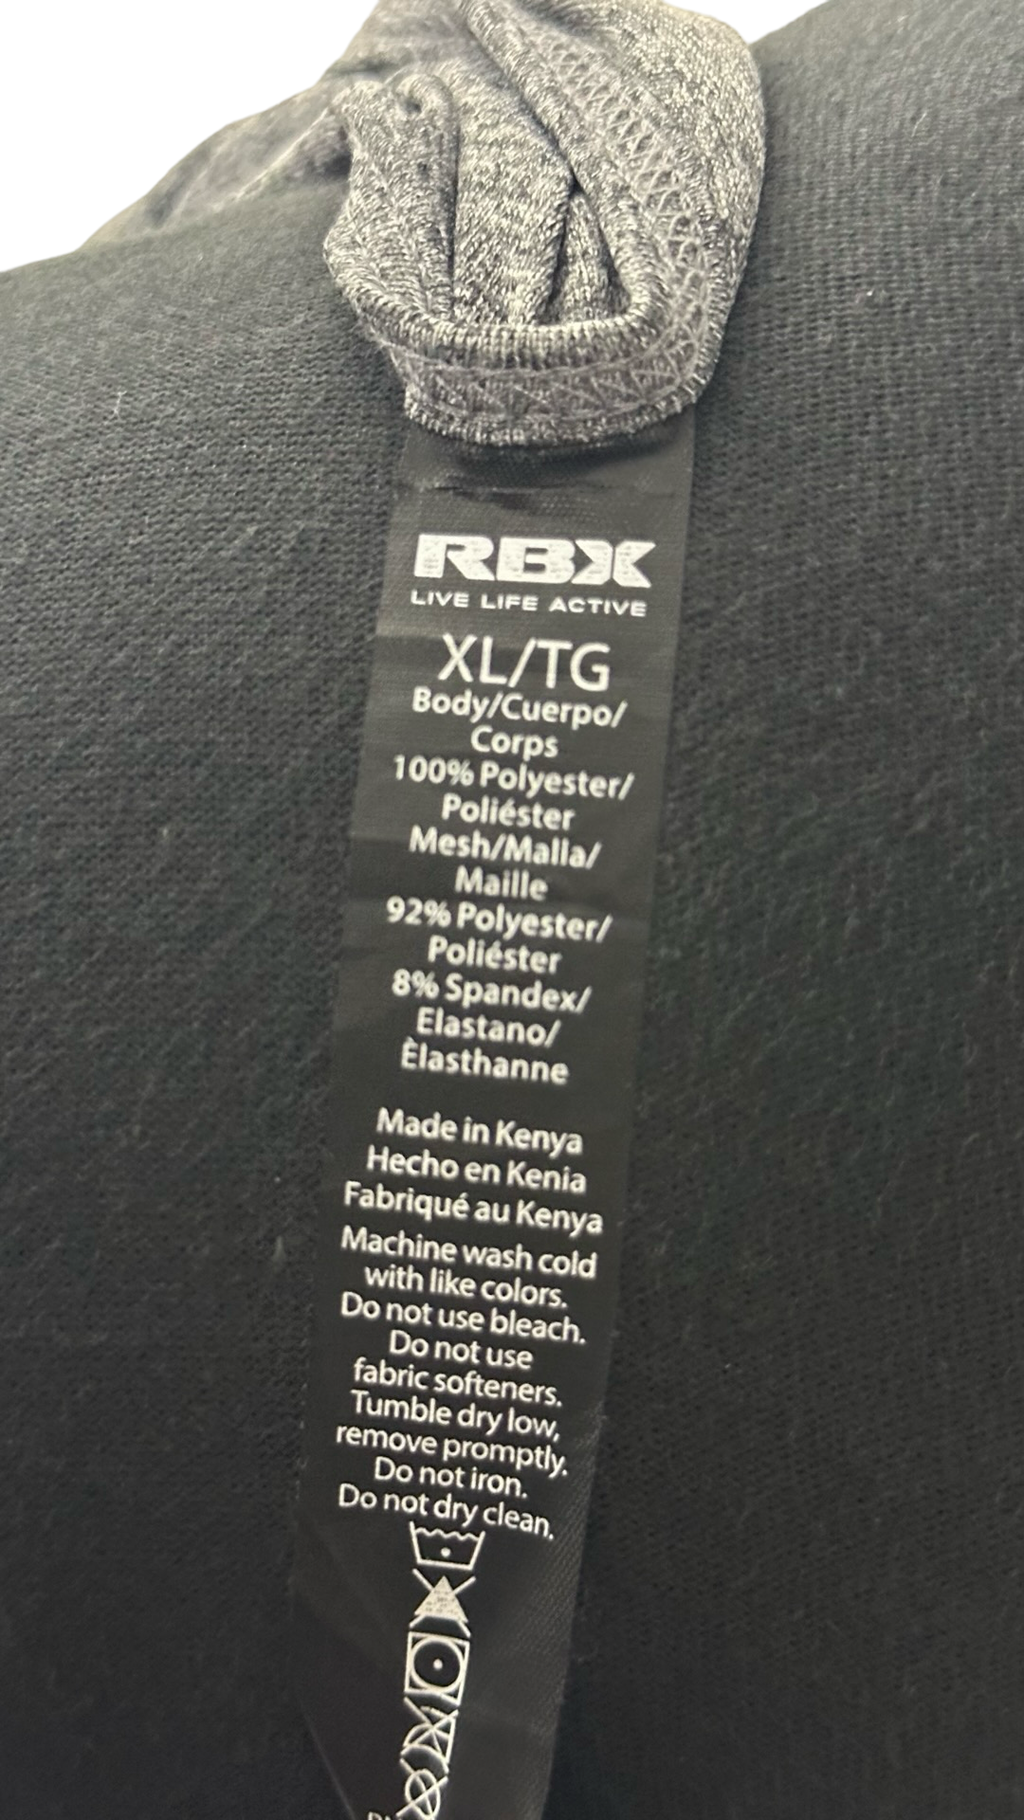 RBX
LIVE LIFE ACTIVE
XL/TG
Body/Cuerpo/
Corps
100% Polyester/
Poliéster
Mesh/Malla/
Maille
92% Polyester/
Poliéster
8% Spandex/
Elastano/
Èlasthanne
Made in Kenya
Hecho en Kenia
Fabriqué au Kenya
Machine wash cold
with like colors.
Do not use bleach.
Do not use
fabric softeners.
Tumble dry low,
remove promptly.
Do not iron.
Do not dry clean.